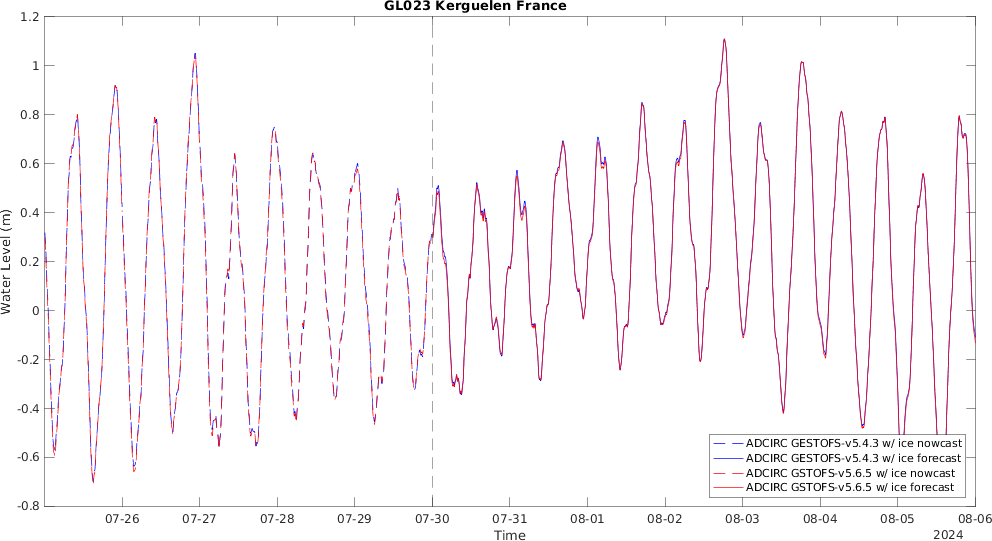 GL023 Kerguelen France
1.2
1
0.8
0.6
0.4
0.2
0
-0.2
-0.4
-0.6
-0.8
Water Level (m)
ADCIRC GESTOFS-v5.4.3 w/ ice nowcast
ADCIRC GESTOFS-v5.4.3 w/ ice forecast
ADCIRC GSTOFS-v5.6.5 w/ ice nowcast
ADCIRC GSTOFS-v5.6.5 w/ ice forecast
07-26 07-27 07-28 07-29 07-30 07-31 08-01 08-02 08-03 08-04 08-05 08-06
Time
2024